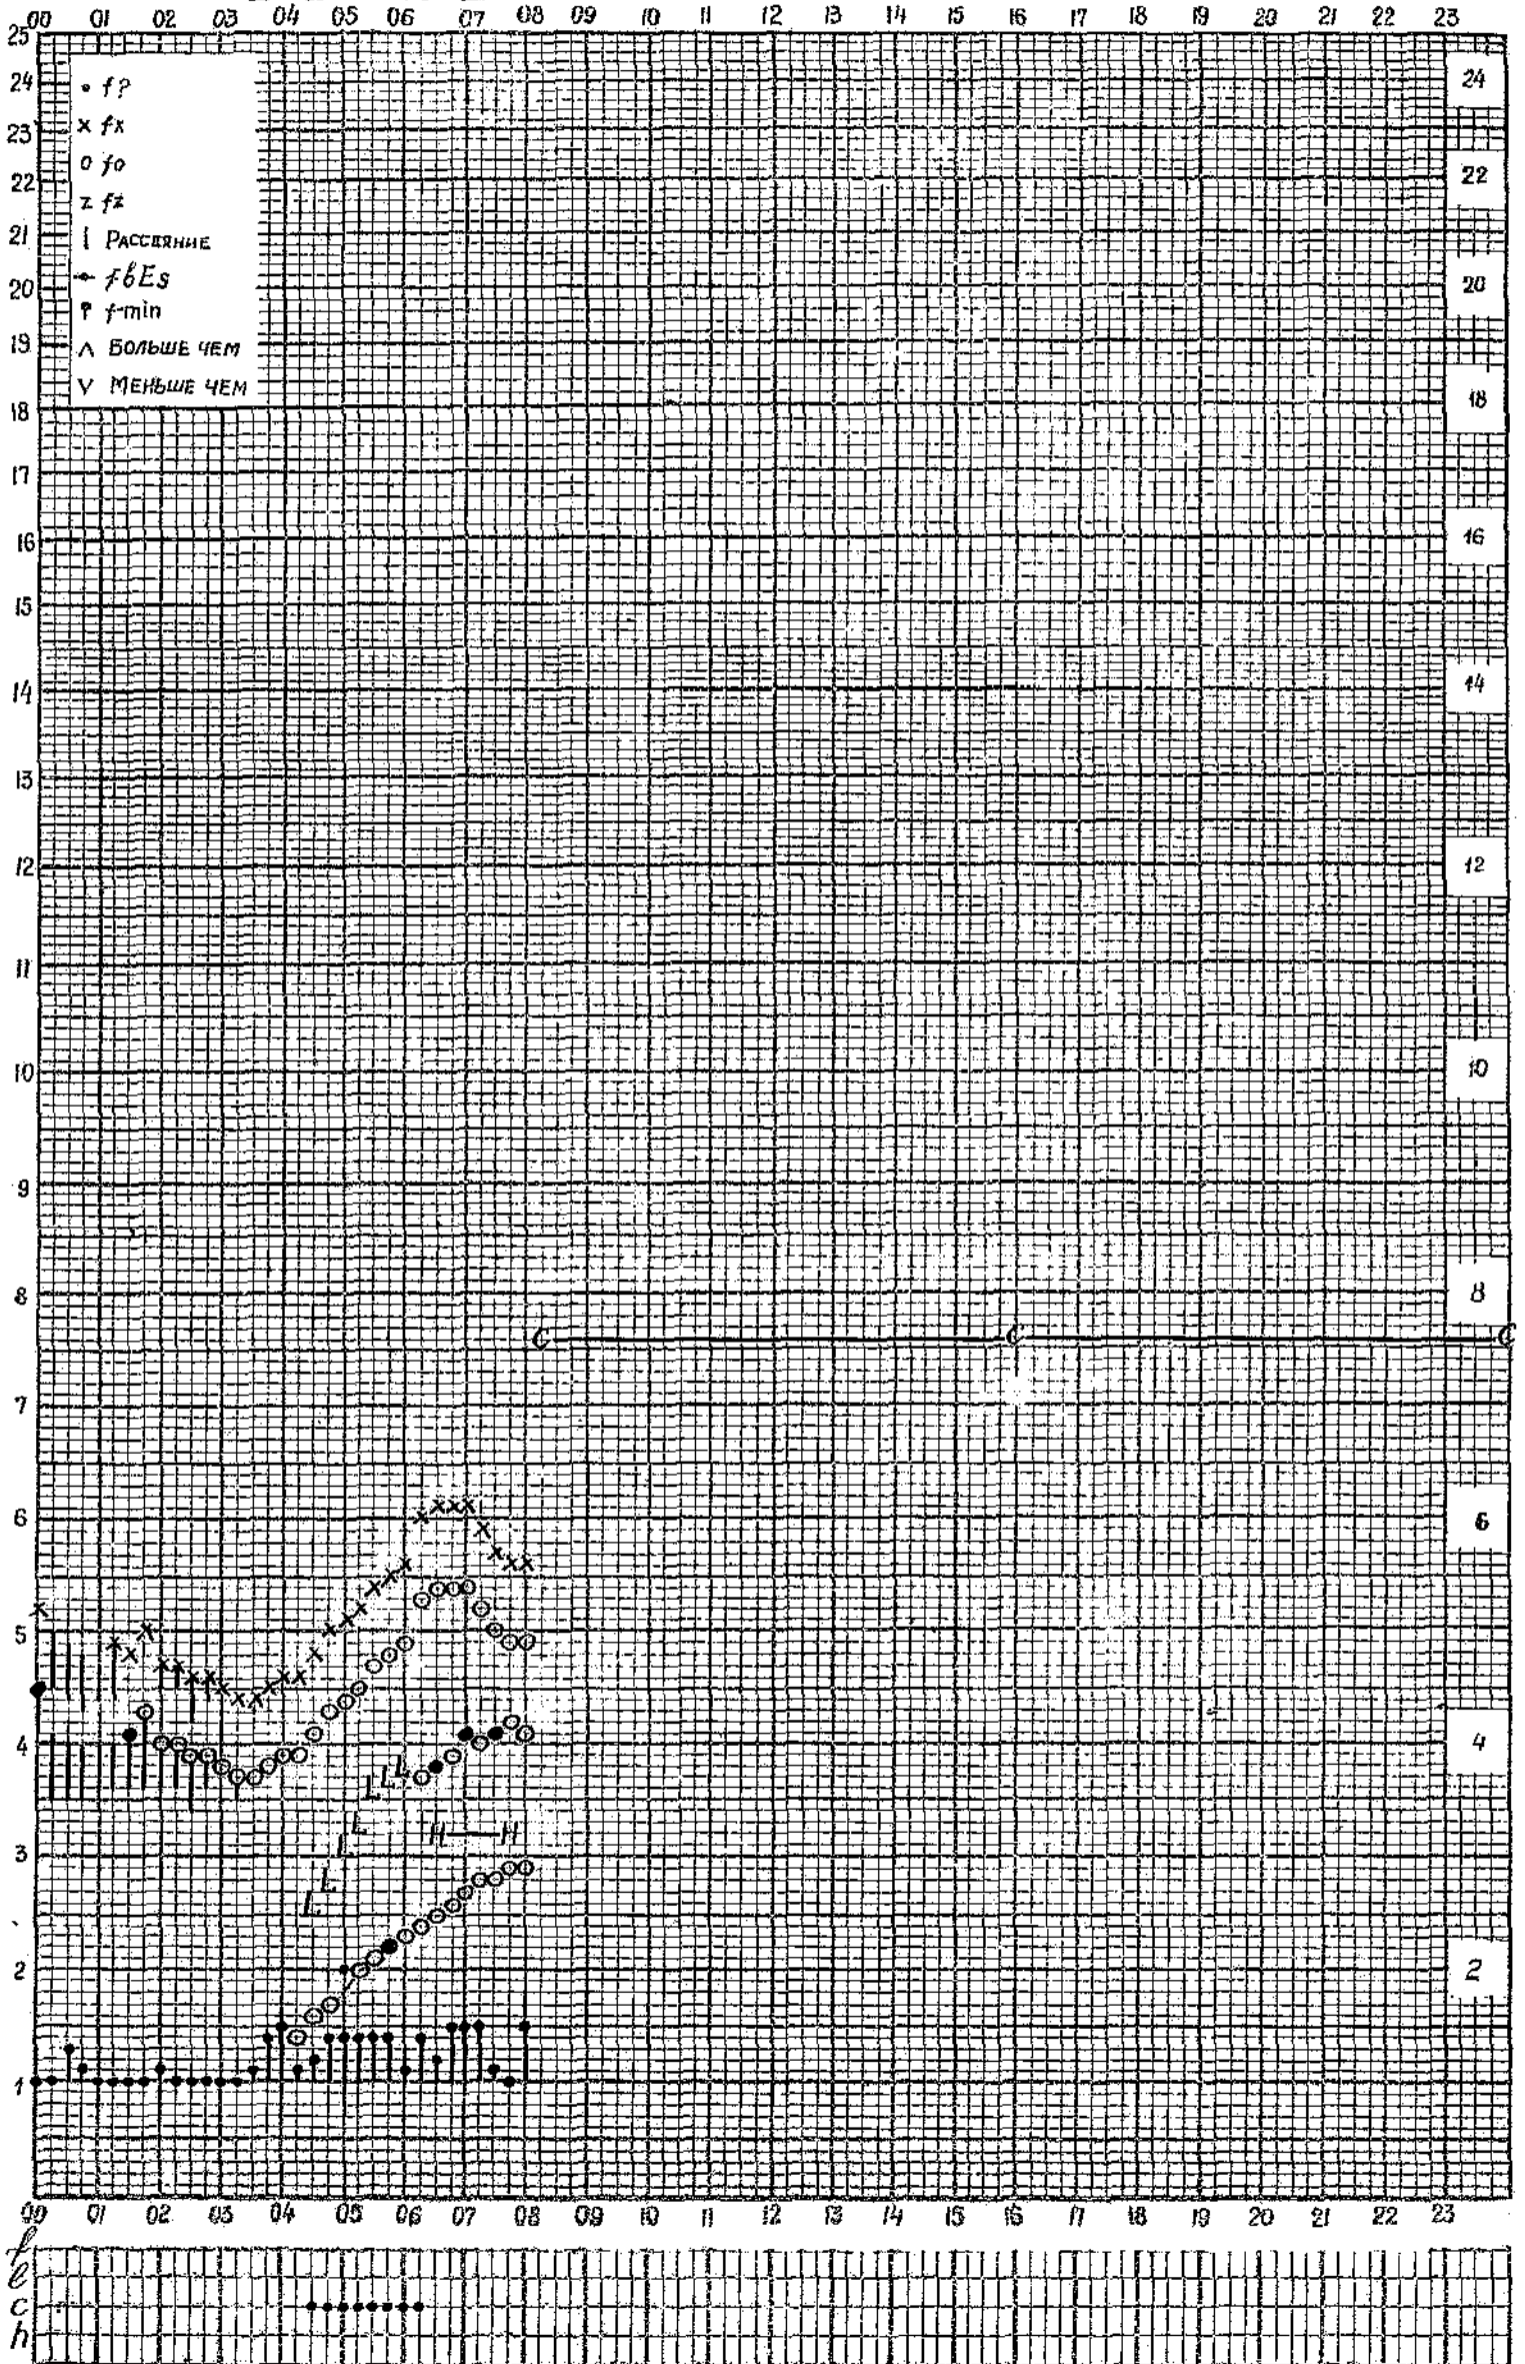 00 01 02 03 04 05 06 07 08 09 10 11 12 13 14 15 16 17 18 19 20 21 22 23
25
24 24
23
22 22
21
20 20
19
18 18
17
16 16
15
14 14
13
12 12
11
10 10
9
8 8
7
6 6
5
4 4
3
2 2
1
• f?
x fx
o fo
z fz
| РАССЕЯНИЕ
fbEs
f-min
∧ БОЛЬШЕ ЧЕМ
∨ МЕНЬШЕ ЧЕМ
C C C
L L L
L
L
L
L
H H
00 01 02 03 04 05 06 07 08 09 10 11 12 13 14 15 16 17 18 19 20 21 22 23
f
l
c
h